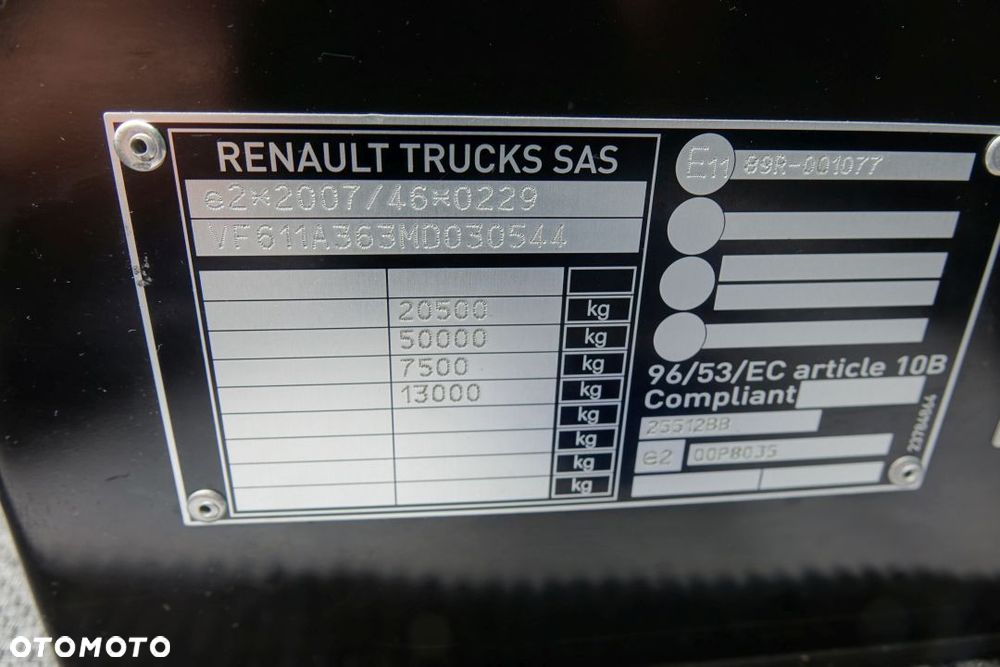 RENAULT TRUCKS SAS
e2*2007/46*0229
VF611A363MD030544
20500 kg
50000 kg
7500 kg
13000 kg
kg
kg
kg
kg
E11 89R-001077
96/53/EC article 10B
Compliant
25512BB
e2 00P8035
OTOMOTO